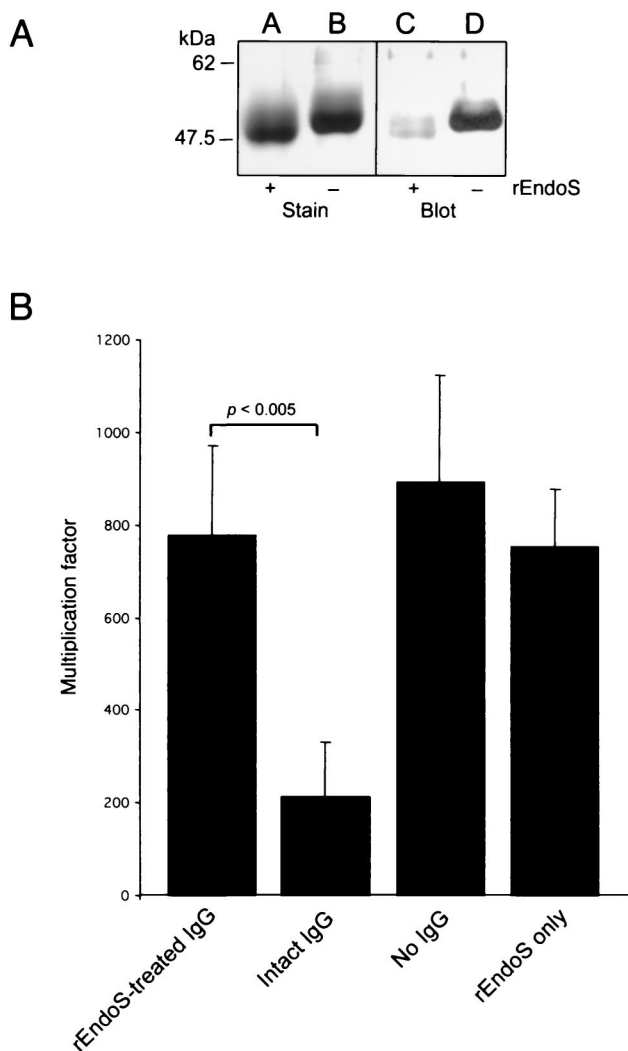 A
kDa
A B C D
62 –
47.5 –
+ – + – rEndoS
Stain Blot
B
Multiplication factor
1200
1000
800
600
400
200
0
p < 0.005
rEndoS-treated IgG
Intact IgG
No IgG
rEndoS only